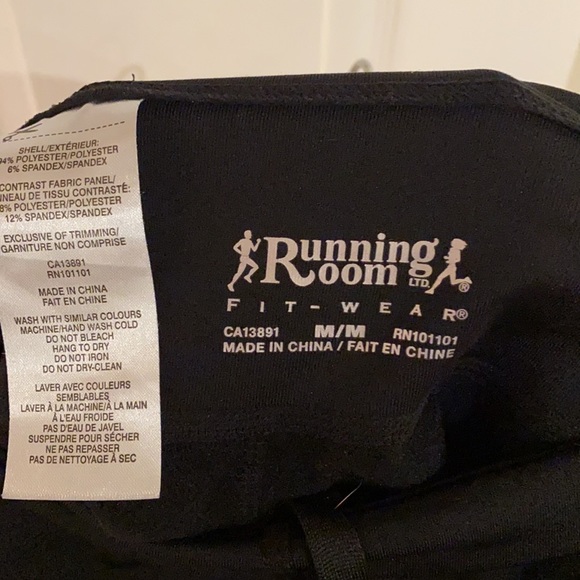 SHELL/EXTÉRIEUR:
94% POLYESTER/POLYESTER
6% SPANDEX/SPANDEX
CONTRAST FABRIC PANEL/
NNEAU DE TISSU CONTRASTÉ:
8% POLYESTER/POLYESTER
12% SPANDEX/SPANDEX
EXCLUSIVE OF TRIMMING/
GARNITURE NON COMPRISE
CA13891
RN101101
MADE IN CHINA
FAIT EN CHINE
WASH WITH SIMILAR COLOURS
MACHINE/HAND WASH COLD
DO NOT BLEACH
HANG TO DRY
DO NOT IRON
DO NOT DRY-CLEAN
LAVER AVEC COULEURS
SEMBLABLES
LAVER À LA MACHINE/À LA MAIN
À L'EAU FROIDE
PAS D'EAU DE JAVEL
SUSPENDRE POUR SÉCHER
NE PAS REPASSER
PAS DE NETTOYAGE À SEC
Running
Room LTD. ®
FIT-WEAR®
CA13891 M/M RN101101
MADE IN CHINA / FAIT EN CHINE